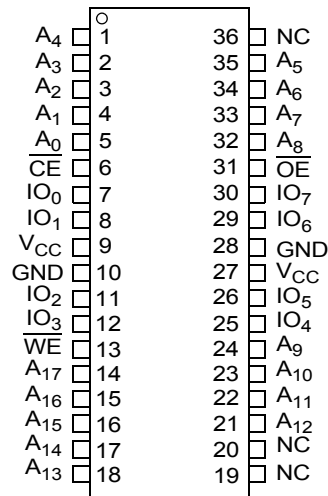 A4 1 36 NC
A3 2 35 A5
A2 3 34 A6
A1 4 33 A7
A0 5 32 A8
CE 6 31 OE
IO0 7 30 IO7
IO1 8 29 IO6
VCC 9 28 GND
GND 10 27 VCC
IO2 11 26 IO5
IO3 12 25 IO4
WE 13 24 A9
A17 14 23 A10
A16 15 22 A11
A15 16 21 A12
A14 17 20 NC
A13 18 19 NC